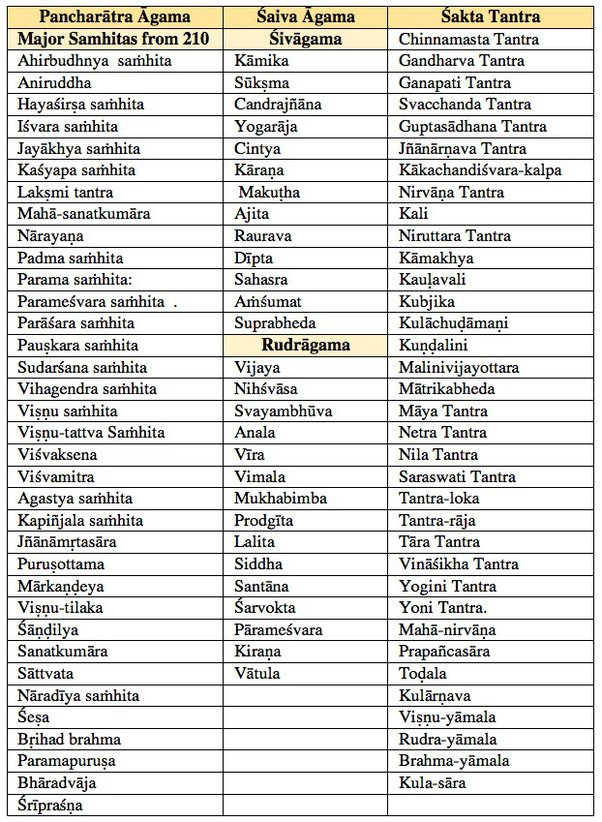 Pancharātra Āgama Śaiva Āgama Śakta Tantra
Major Samhitas from 210 Śivāgama Chinnamasta Tantra
Ahirbudhnya saṁhita Kāmika Gandharva Tantra
Aniruddha Sūkṣma Ganapati Tantra
Hayaśirṣa saṁhita Candrajñāna Svacchanda Tantra
Iśvara saṁhita Yogarāja Guptasādhana Tantra
Jayākhya saṁhita Cintya Jñānārṇava Tantra
Kaśyapa saṁhita Kāraṇa Kākachandiśvara-kalpa
Lakṣmi tantra Makuṭha Nirvāṇa Tantra
Mahā-sanatkumāra Ajita Kali
Nārayaṇa Raurava Niruttara Tantra
Padma saṁhita Dīpta Kāmakhya
Parama saṁhita: Sahasra Kauḷavali
Parameśvara saṁhita . Aṁśumat Kubjika
Parāśara saṁhita Suprabheda Kulāchuḍāmaṇi
Pauṣkara saṁhita Rudrāgama Kuṇḍalini
Sudarśana saṁhita Vijaya Malinivijayottara
Vihagendra saṁhita Nihśvāsa Mātrikabheda
Viṣṇu saṁhita Svayambhūva Māya Tantra
Viṣṇu-tattva Saṁhita Anala Netra Tantra
Viśvaksena Vīra Nila Tantra
Viśvamitra Vimala Saraswati Tantra
Agastya saṁhita Mukhabimba Tantra-loka
Kapiñjala saṁhita Prodgīta Tantra-rāja
Jñānāmṛtasāra Lalita Tāra Tantra
Puruṣottama Siddha Vināśikha Tantra
Mārkaṇḍeya Santāna Yogini Tantra
Viṣṇu-tilaka Śarvokta Yoni Tantra.
Śāṇḍilya Pārameśvara Mahā-nirvāṇa
Sanatkumāra Kiraṇa Prapañcasāra
Sāttvata Vātula Toḍala
Nāradīya saṁhita Kulārṇava
Śeṣa Viṣṇu-yāmala
Bṛihad brahma Rudra-yāmala
Paramapuruṣa Brahma-yāmala
Bhāradvāja Kula-sāra
Śrīpraśṇa